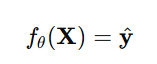 f_θ(𝐗) = 𝐲̂